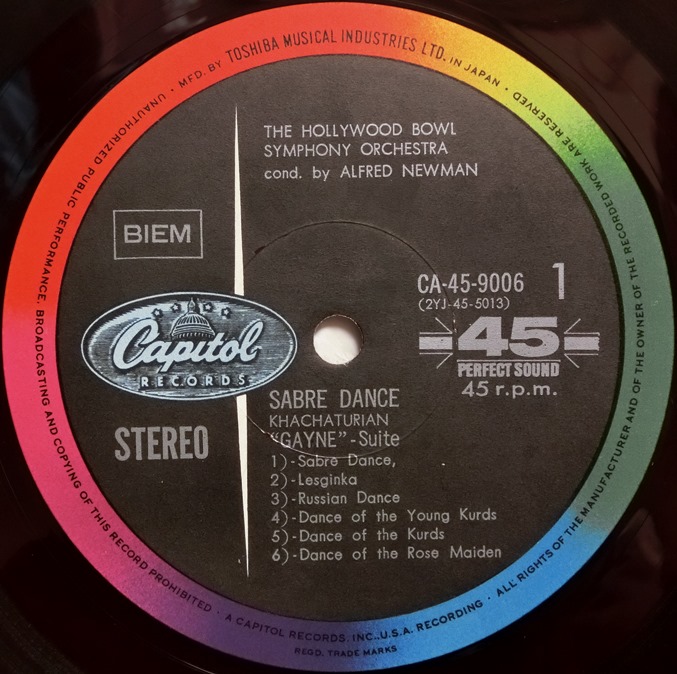 MFD. BY TOSHIBA MUSICAL INDUSTRIES LTD. IN JAPAN · ALL RIGHTS OF THE MANUFACTURER AND OF THE OWNER OF THE RECORDED WORK ARE RESERVED
UNAUTHORIZED PUBLIC PERFORMANCE, BROADCASTING AND COPYING OF THIS RECORD PROHIBITED ·
THE HOLLYWOOD BOWL
SYMPHONY ORCHESTRA
cond. by ALFRED NEWMAN
BIEM
CA-45-9006 1
(2YJ-45-5013)
45
PERFECT SOUND
45 r.p.m.
Capitol
RECORDS
STEREO
SABRE DANCE
KHACHATURIAN
"GAYNE"-Suite
1)-Sabre Dance,
2)-Lesginka
3)-Russian Dance
4)-Dance of the Young Kurds
5)-Dance of the Kurds
6)-Dance of the Rose Maiden
· A CAPITOL RECORDS. INC.,U.S.A. RECORDING ·
REGD. TRADE MARKS